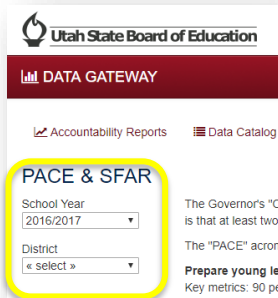 Utah State Board of Education
DATA GATEWAY
Accountability Reports Data Catalog
PACE & SFAR
School Year
2016/2017
District
« select »
The Governor's "
is that at least two
The "PACE" acron
Prepare young le
Key metrics: 90 pe